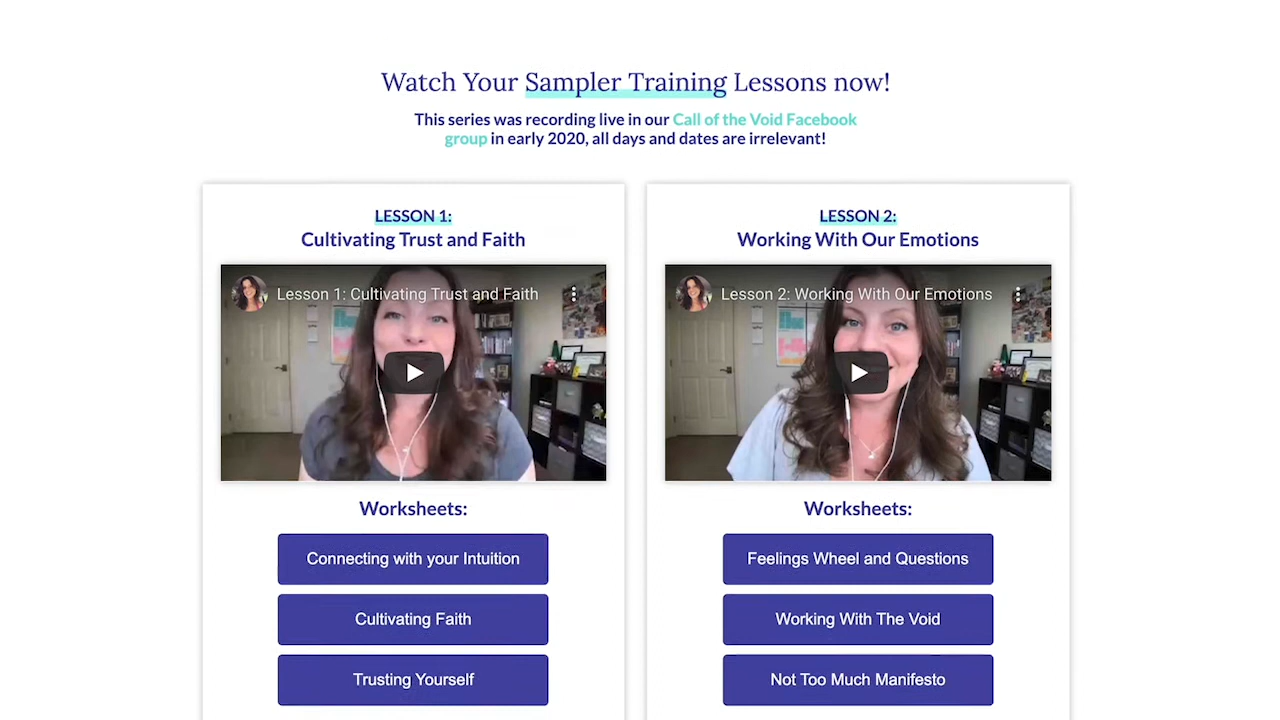 Watch Your Sampler Training Lessons now!
This series was recording live in our Call of the Void Facebook
group in early 2020, all days and dates are irrelevant!
LESSON 1:
Cultivating Trust and Faith
Lesson 1: Cultivating Trust and Faith
Worksheets:
Connecting with your Intuition
Cultivating Faith
Trusting Yourself
LESSON 2:
Working With Our Emotions
Lesson 2: Working With Our Emotions
Worksheets:
Feelings Wheel and Questions
Working With The Void
Not Too Much Manifesto